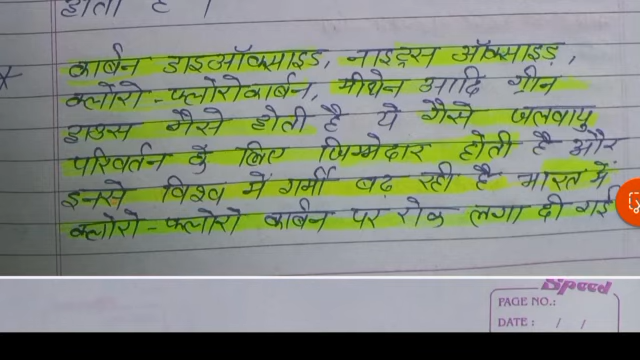 होता है ।
कार्बन डाइऑक्साइड, नाइट्रस ऑक्साइड,
क्लोरो-फ्लोरोकार्बन, मीथेन आदि ग्रीन
हाउस गैसे होती है ये गैसे जलवायु
परिवर्तन के लिए जिम्मेदार होती है और
इनसे विश्व में गर्मी बढ़ रही है भारत में
क्लोरो-फ्लोरो कार्बन पर रोक लगा दी गई
Speed
PAGE NO.:
DATE: / /